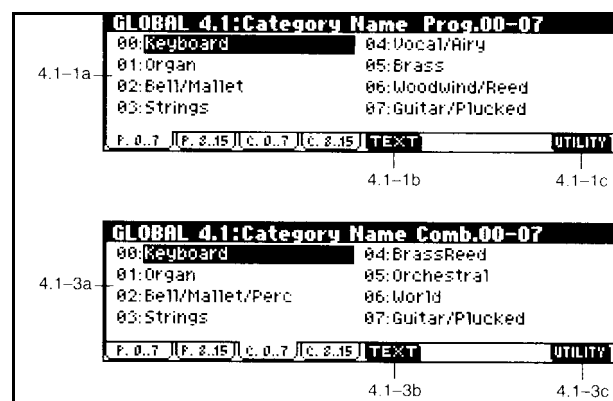 GLOBAL 4.1:Category Name Prog.00-07
00:Keyboard 04:Vocal/Airy
4.1–1a
01:Organ 05:Brass
02:Bell/Mallet 06:Woodwind/Reed
03:Strings 07:Guitar/Plucked
P. 0..7 P. 8..15 C. 0..7 C. 8..15 TEXT UTILITY
4.1–1b 4.1–1c
GLOBAL 4.1:Category Name Comb.00-07
00:Keyboard 04:BrassReed
4.1–3a
01:Organ 05:Orchestral
02:Bell/Mallet/Perc 06:World
03:Strings 07:Guitar/Plucked
P. 0..7 P. 8..15 C. 0..7 C. 8..15 TEXT UTILITY
4.1–3b 4.1–3c